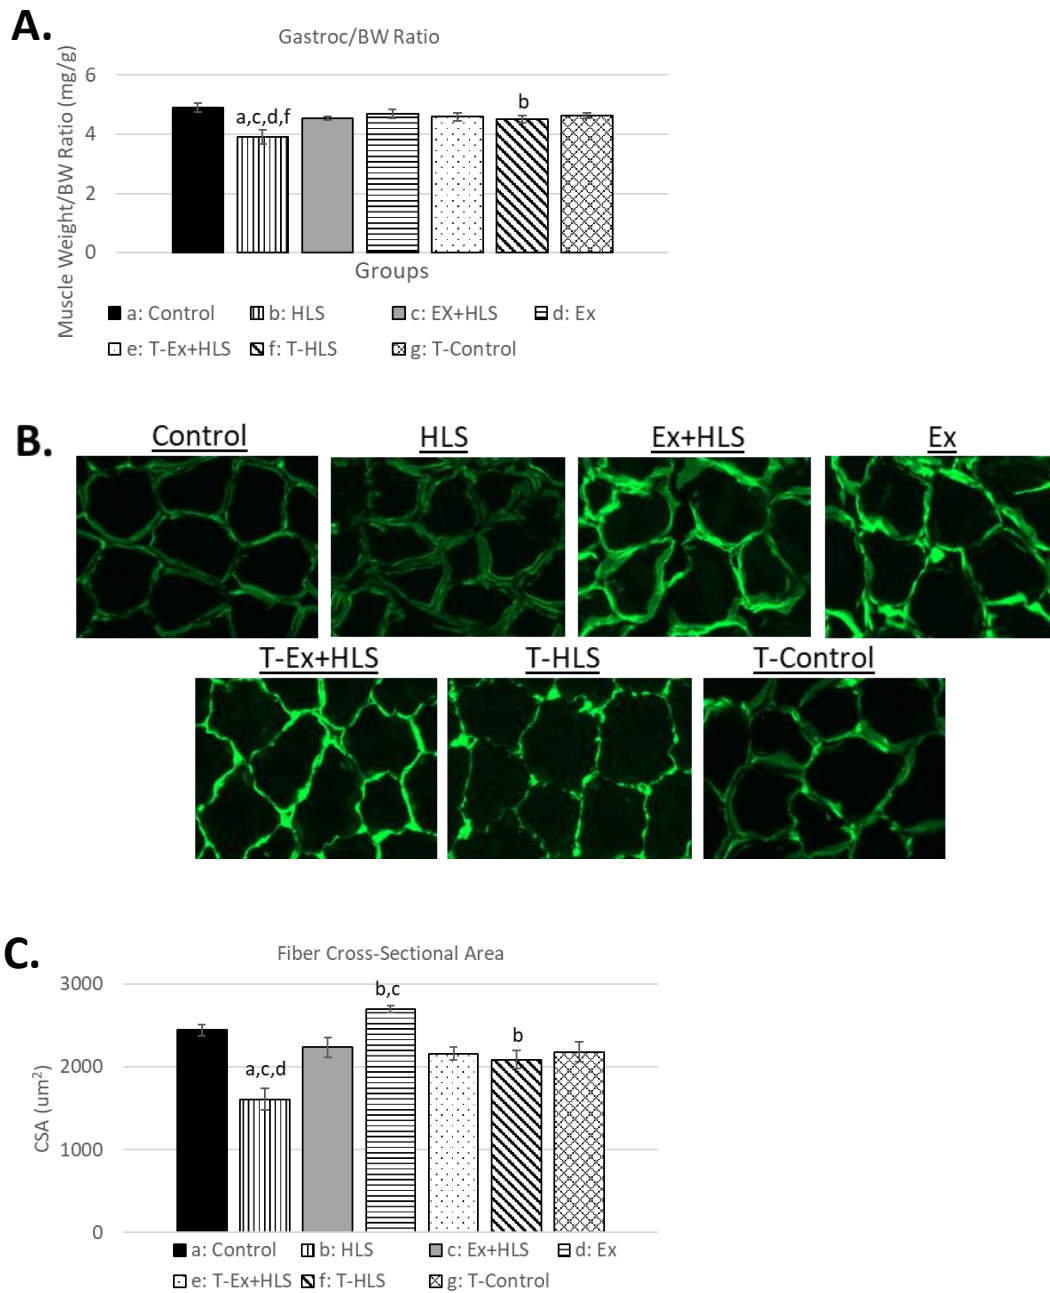 A.
Gastroc/BW Ratio
Muscle Weight/BW Ratio (mg/g)
6
4
2
0
a,c,d,f
b
Groups
a: Control b: HLS c: EX+HLS d: Ex
e: T-Ex+HLS f: T-HLS g: T-Control
B.
Control HLS Ex+HLS Ex
T-Ex+HLS T-HLS T-Control
C.
Fiber Cross-Sectional Area
CSA (um²)
3000
2000
1000
0
a,c,d
b,c
b
a: Control b: HLS c: Ex+HLS d: Ex
e: T-Ex+HLS f: T-HLS g: T-Control